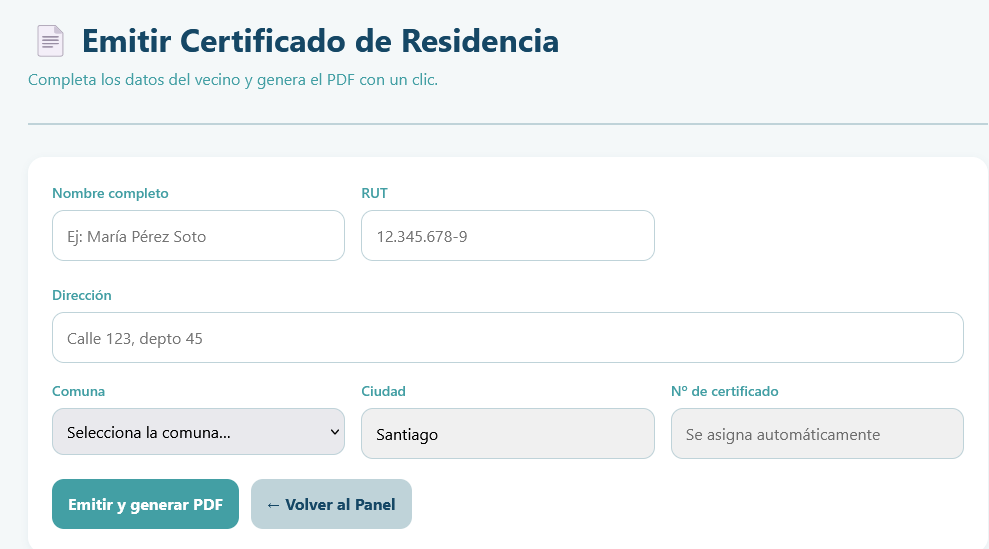 Emitir Certificado de Residencia
Completa los datos del vecino y genera el PDF con un clic.
Nombre completo
RUT
Ej: María Pérez Soto
12.345.678-9
Dirección
Calle 123, depto 45
Comuna
Ciudad
Nº de certificado
Selecciona la comuna...
Santiago
Se asigna automáticamente
Emitir y generar PDF
← Volver al Panel